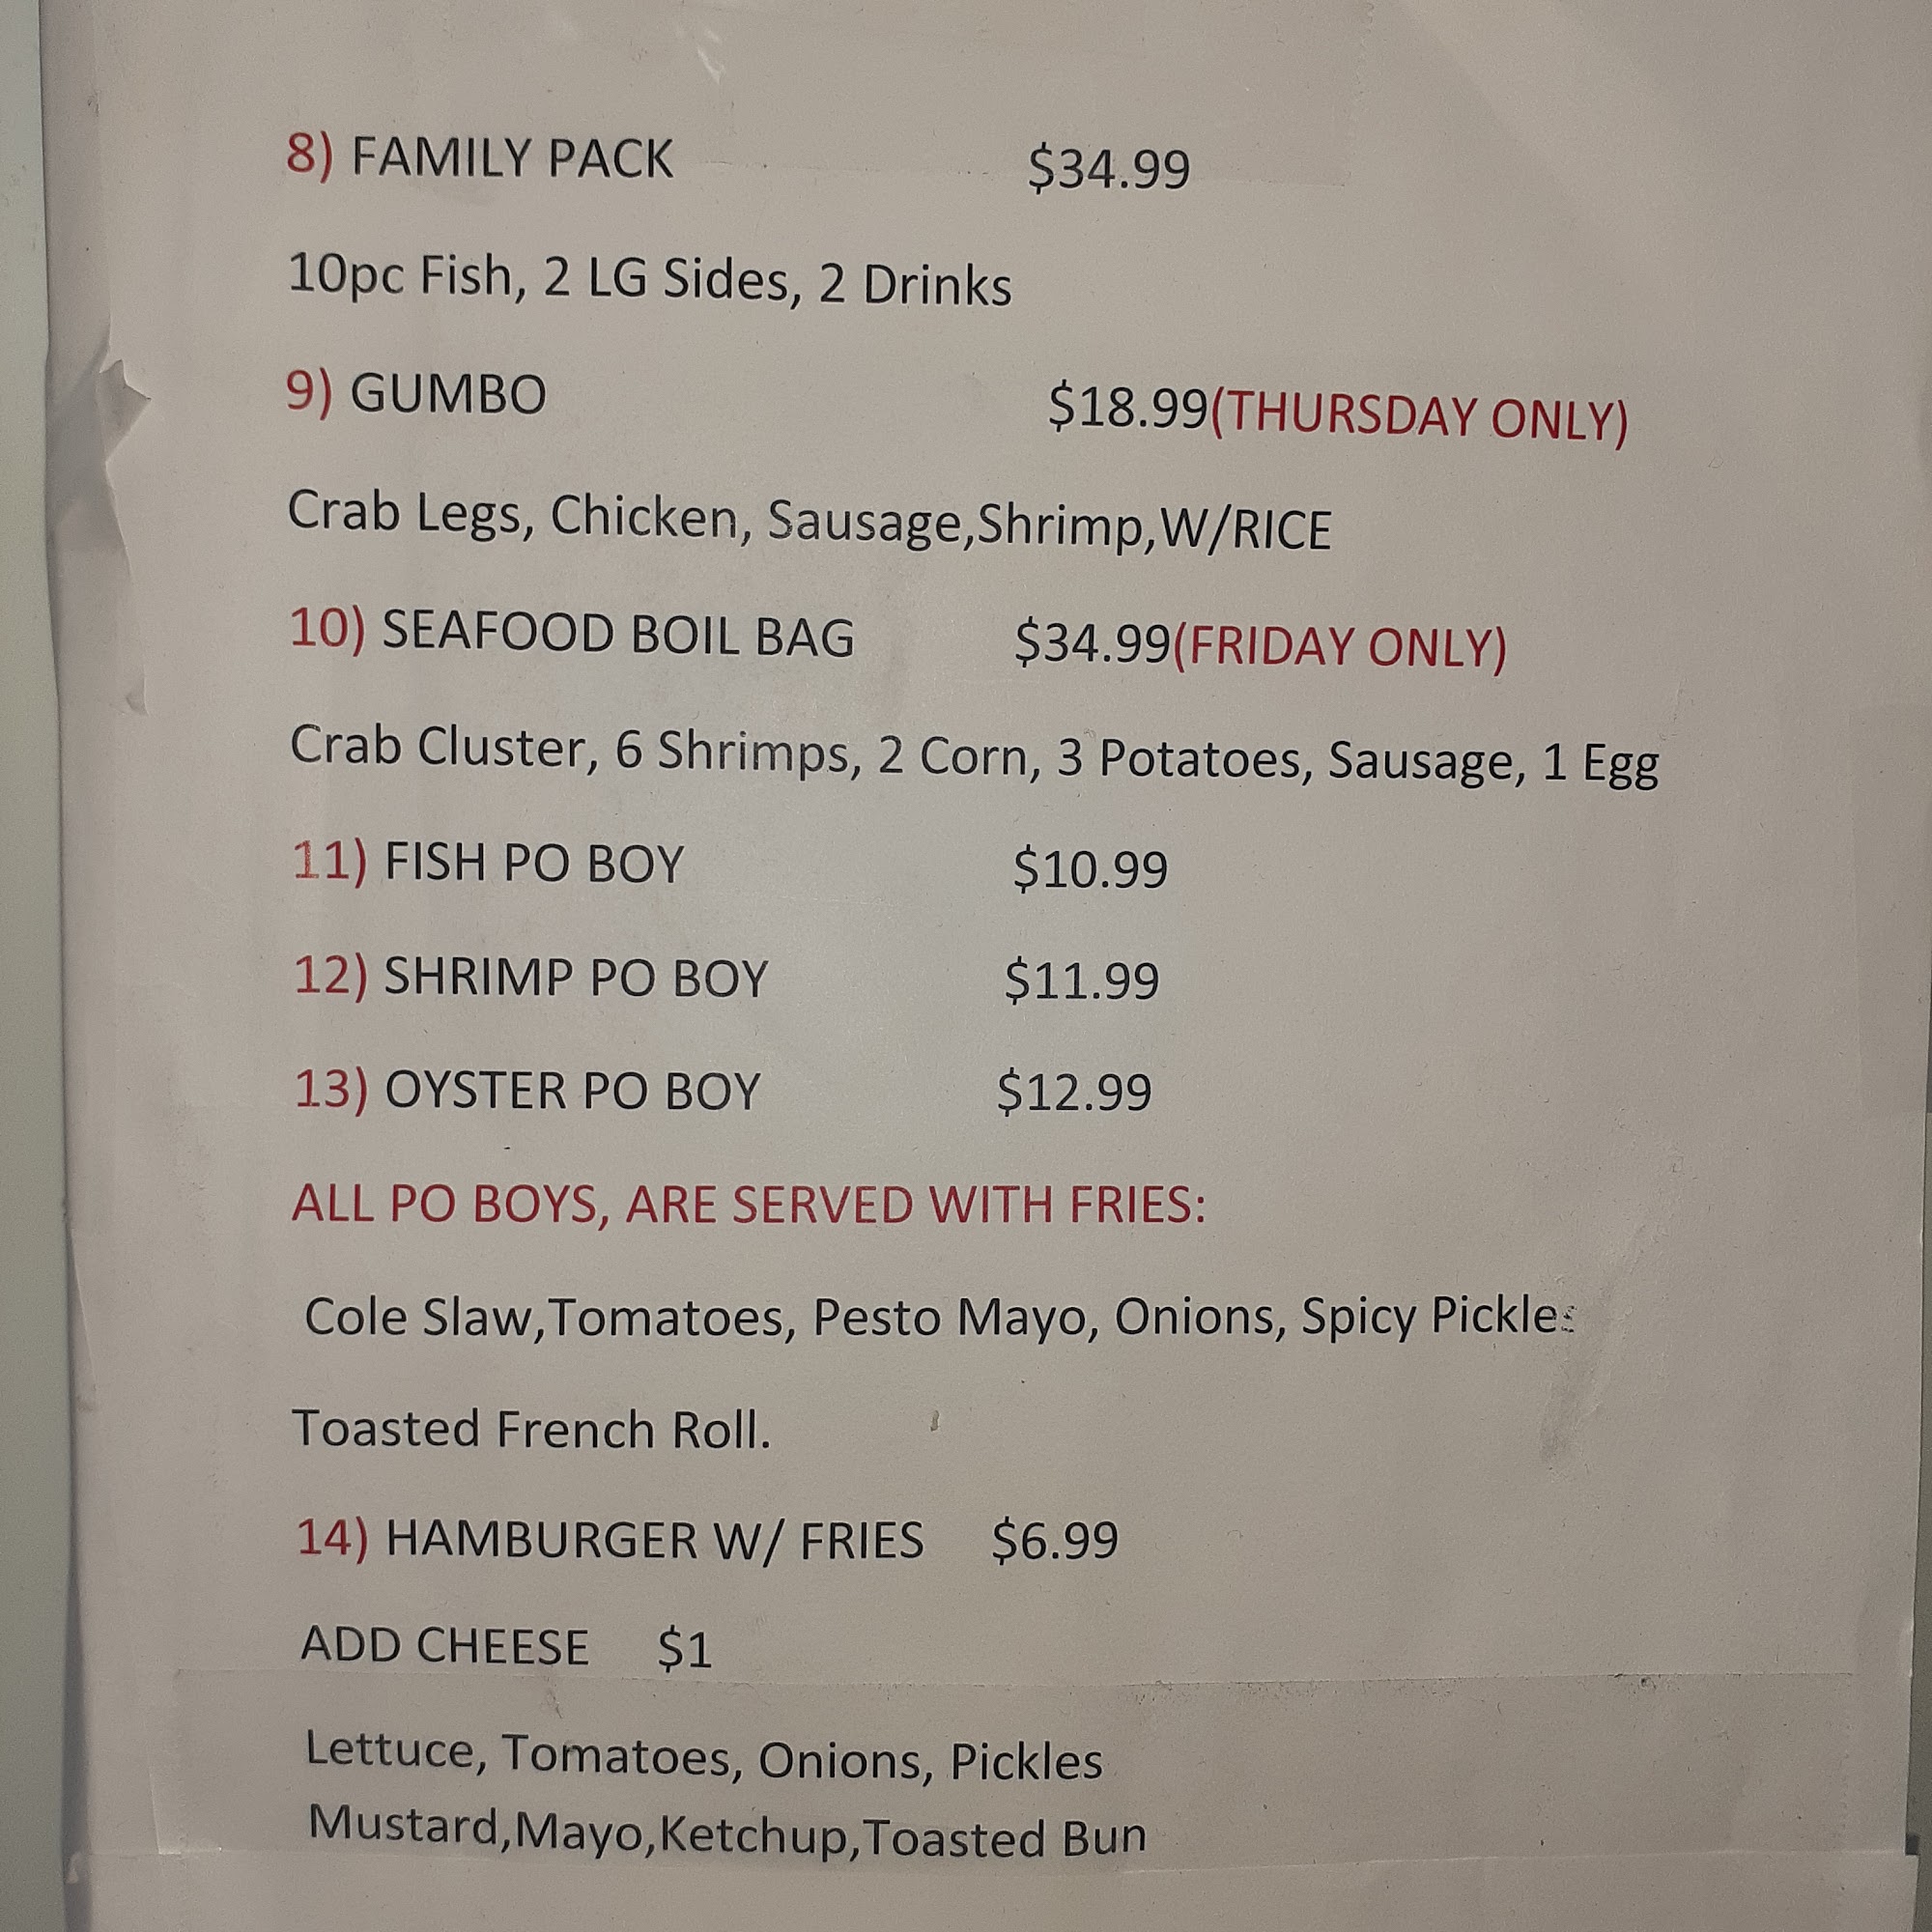 8) FAMILY PACK $34.99
10pc Fish, 2 LG Sides, 2 Drinks
9) GUMBO $18.99(THURSDAY ONLY)
Crab Legs, Chicken, Sausage,Shrimp,W/RICE
10) SEAFOOD BOIL BAG $34.99(FRIDAY ONLY)
Crab Cluster, 6 Shrimps, 2 Corn, 3 Potatoes, Sausage, 1 Egg
11) FISH PO BOY $10.99
12) SHRIMP PO BOY $11.99
13) OYSTER PO BOY $12.99
ALL PO BOYS, ARE SERVED WITH FRIES:
Cole Slaw,Tomatoes, Pesto Mayo, Onions, Spicy Pickles
Toasted French Roll.
14) HAMBURGER W/ FRIES $6.99
ADD CHEESE $1
Lettuce, Tomatoes, Onions, Pickles
Mustard,Mayo,Ketchup,Toasted Bun